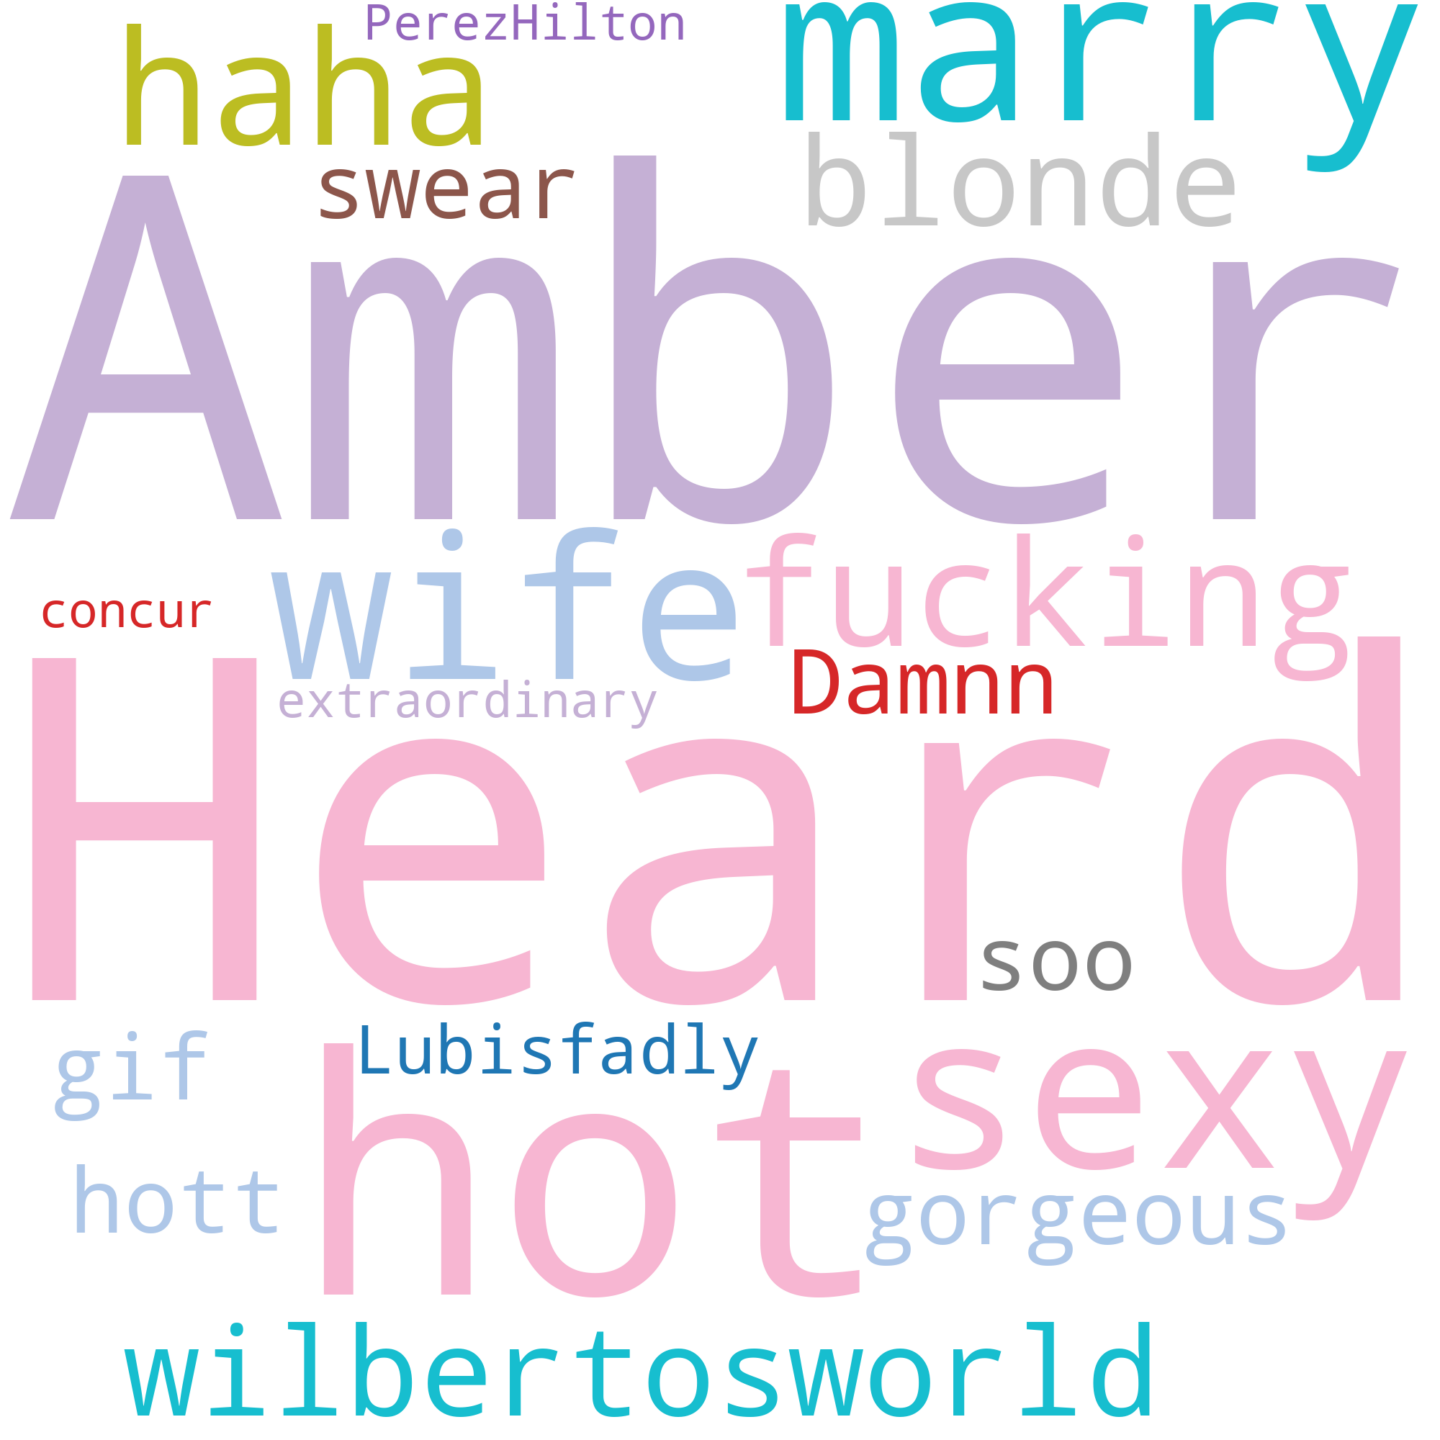 PerezHilton
haha
marry
swear
blonde
Amber
wife
fucking
concur
Damnn
extraordinary
Heard
soo
gif
Lubisfadly
sexy
hot
hott
gorgeous
wilbertosworld